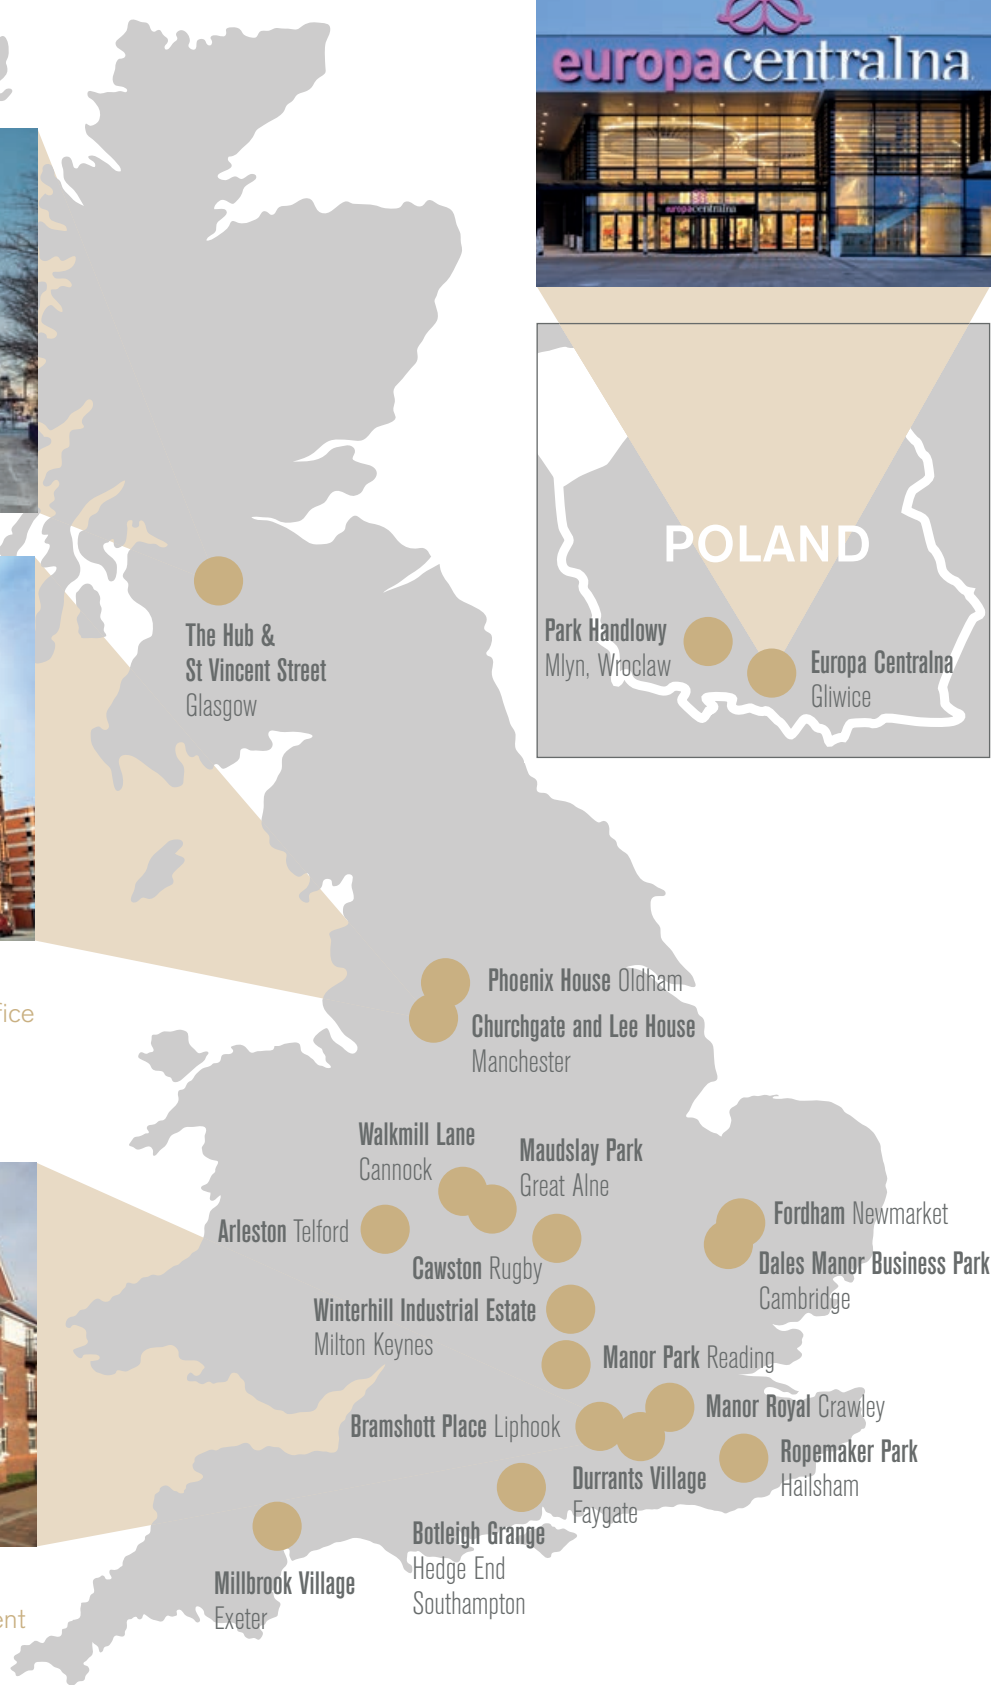 europacentralna
europacentralna
POLAND
Park Handlowy
Mlyn, Wroclaw
Europa Centralna
Gliwice
The Hub &
St Vincent Street
Glasgow
Phoenix House Oldham
Churchgate and Lee House
Manchester
Walkmill Lane
Cannock
Maudslay Park
Great Alne
Arleston Telford
Fordham Newmarket
Cawston Rugby
Dales Manor Business Park
Cambridge
Winterhill Industrial Estate
Milton Keynes
Manor Park Reading
Manor Royal Crawley
Bramshott Place Liphook
Ropemaker Park
Hailsham
Durrants Village
Faygate
Botleigh Grange
Hedge End
Southampton
Millbrook Village
Exeter